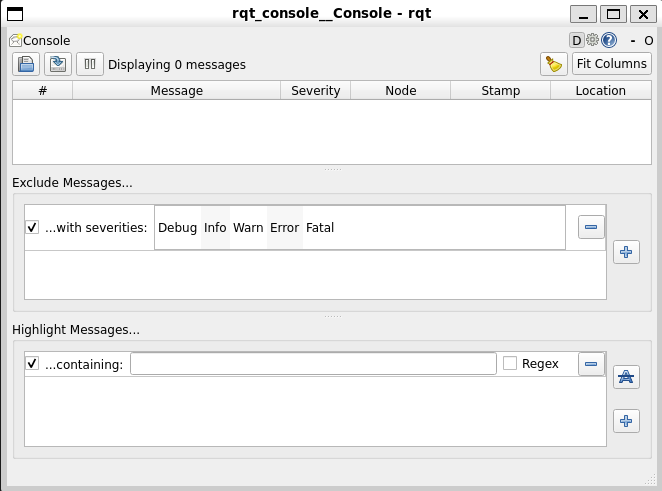 rqt_console__Console - rqt
Console
D
?
- O
Displaying 0 messages
Fit Columns
# Message Severity Node Stamp Location
Exclude Messages...
...with severities: Debug Info Warn Error Fatal
Highlight Messages...
...containing:
Regex
A